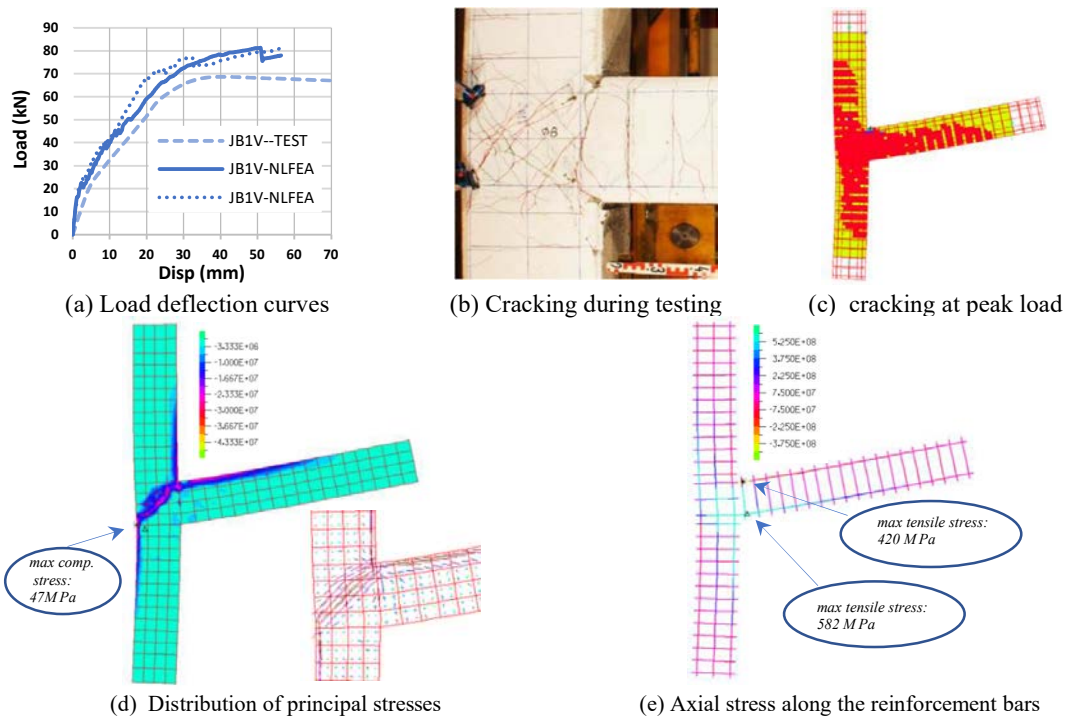 90
80
70
60
50
40
30
20
10
0
Load (kN)
JB1V--TEST
JB1V-NLFEA
JB1V-NLFEA
0 10 20 30 40 50 60 70
Disp (mm)
(a) Load deflection curves
(b) Cracking during testing
(c) cracking at peak load
-3.333E+06
-1.000E+07
-1.667E+07
-2.333E+07
-3.000E+07
-3.667E+07
-4.333E+07
max comp.
stress:
47MPa
(d) Distribution of principal stresses
5.250E+08
3.750E+08
2.250E+08
7.500E+07
-7.500E+07
-2.250E+08
-3.750E+08
max tensile stress:
420 MPa
max tensile stress:
582 MPa
(e) Axial stress along the reinforcement bars